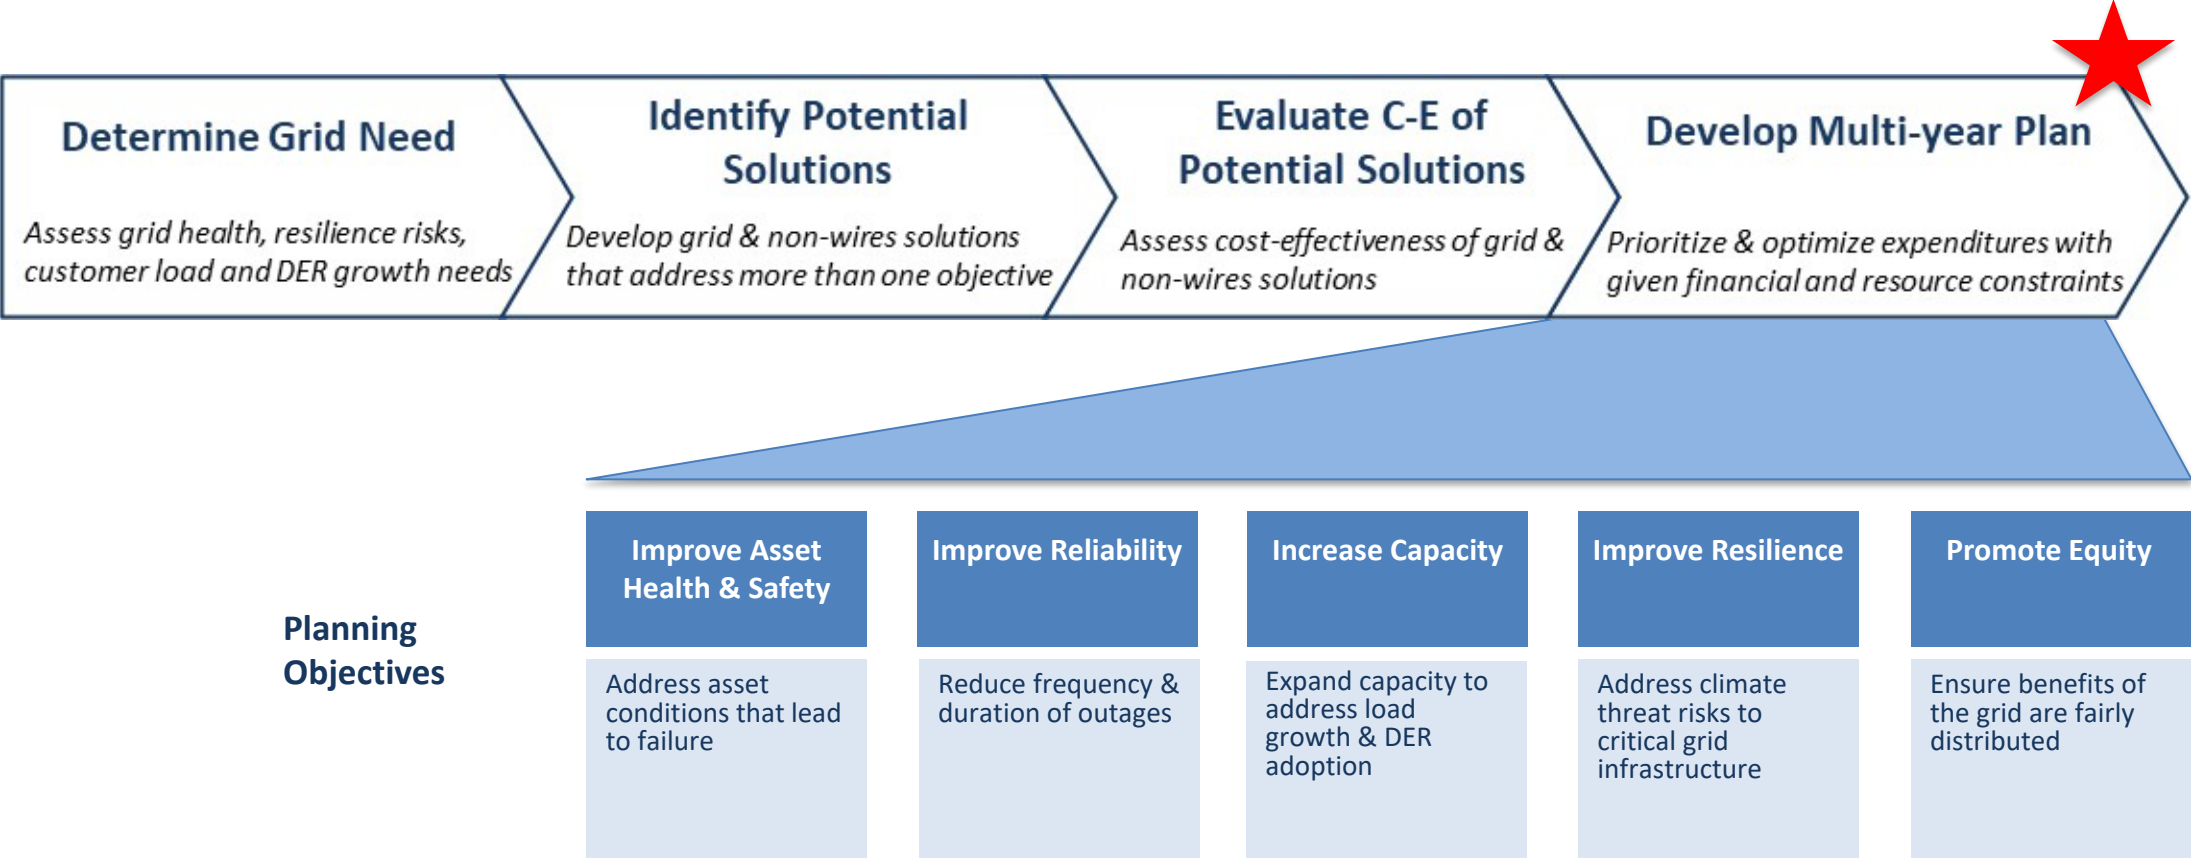 Determine Grid Need
Assess grid health, resilience risks,
customer load and DER growth needs
Identify Potential
Solutions
Develop grid & non-wires solutions
that address more than one objective
Evaluate C-E of
Potential Solutions
Assess cost-effectiveness of grid &
non-wires solutions
Develop Multi-year Plan
Prioritize & optimize expenditures with
given financial and resource constraints
Planning
Objectives
Improve Asset
Health & Safety
Address asset
conditions that lead
to failure
Improve Reliability
Reduce frequency &
duration of outages
Increase Capacity
Expand capacity to
address load
growth & DER
adoption
Improve Resilience
Address climate
threat risks to
critical grid
infrastructure
Promote Equity
Ensure benefits of
the grid are fairly
distributed